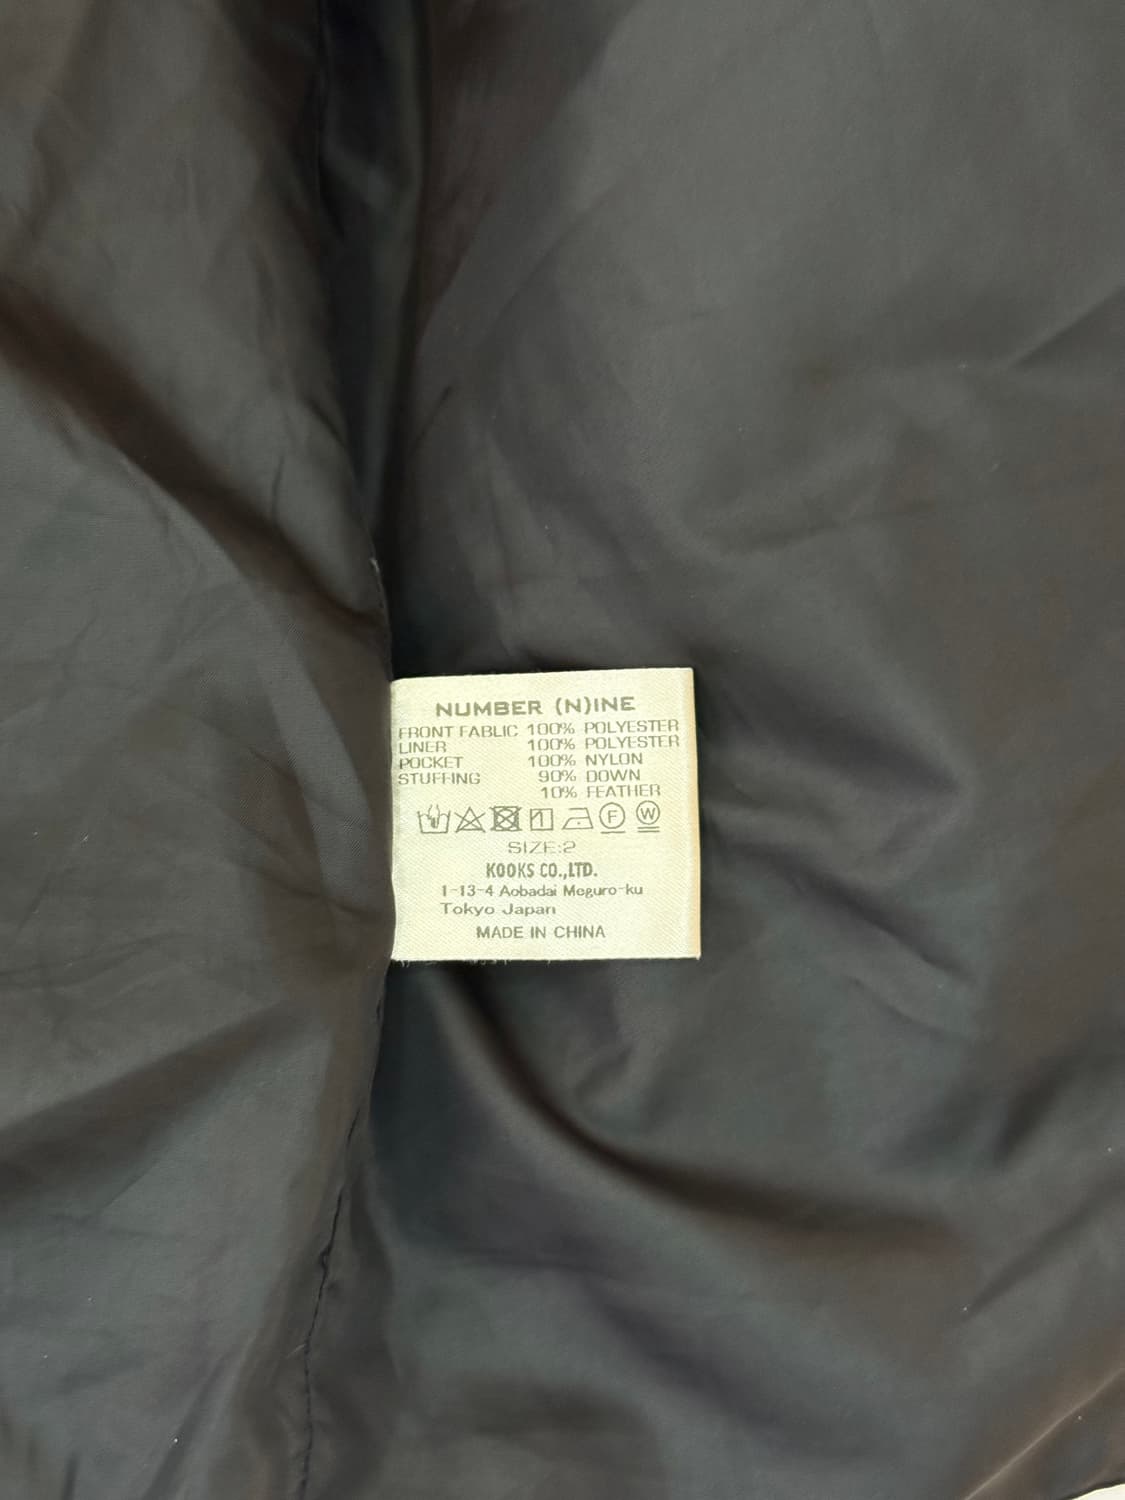 NUMBER (N)INE
FRONT FABLIC 100% POLYESTER
LINER 100% POLYESTER
POCKET 100% NYLON
STUFFING 90% DOWN
10% FEATHER
F W
SIZE:2
KOOKS CO.,LTD.
1-13-4 Aobadai Meguro-ku
Tokyo Japan
MADE IN CHINA